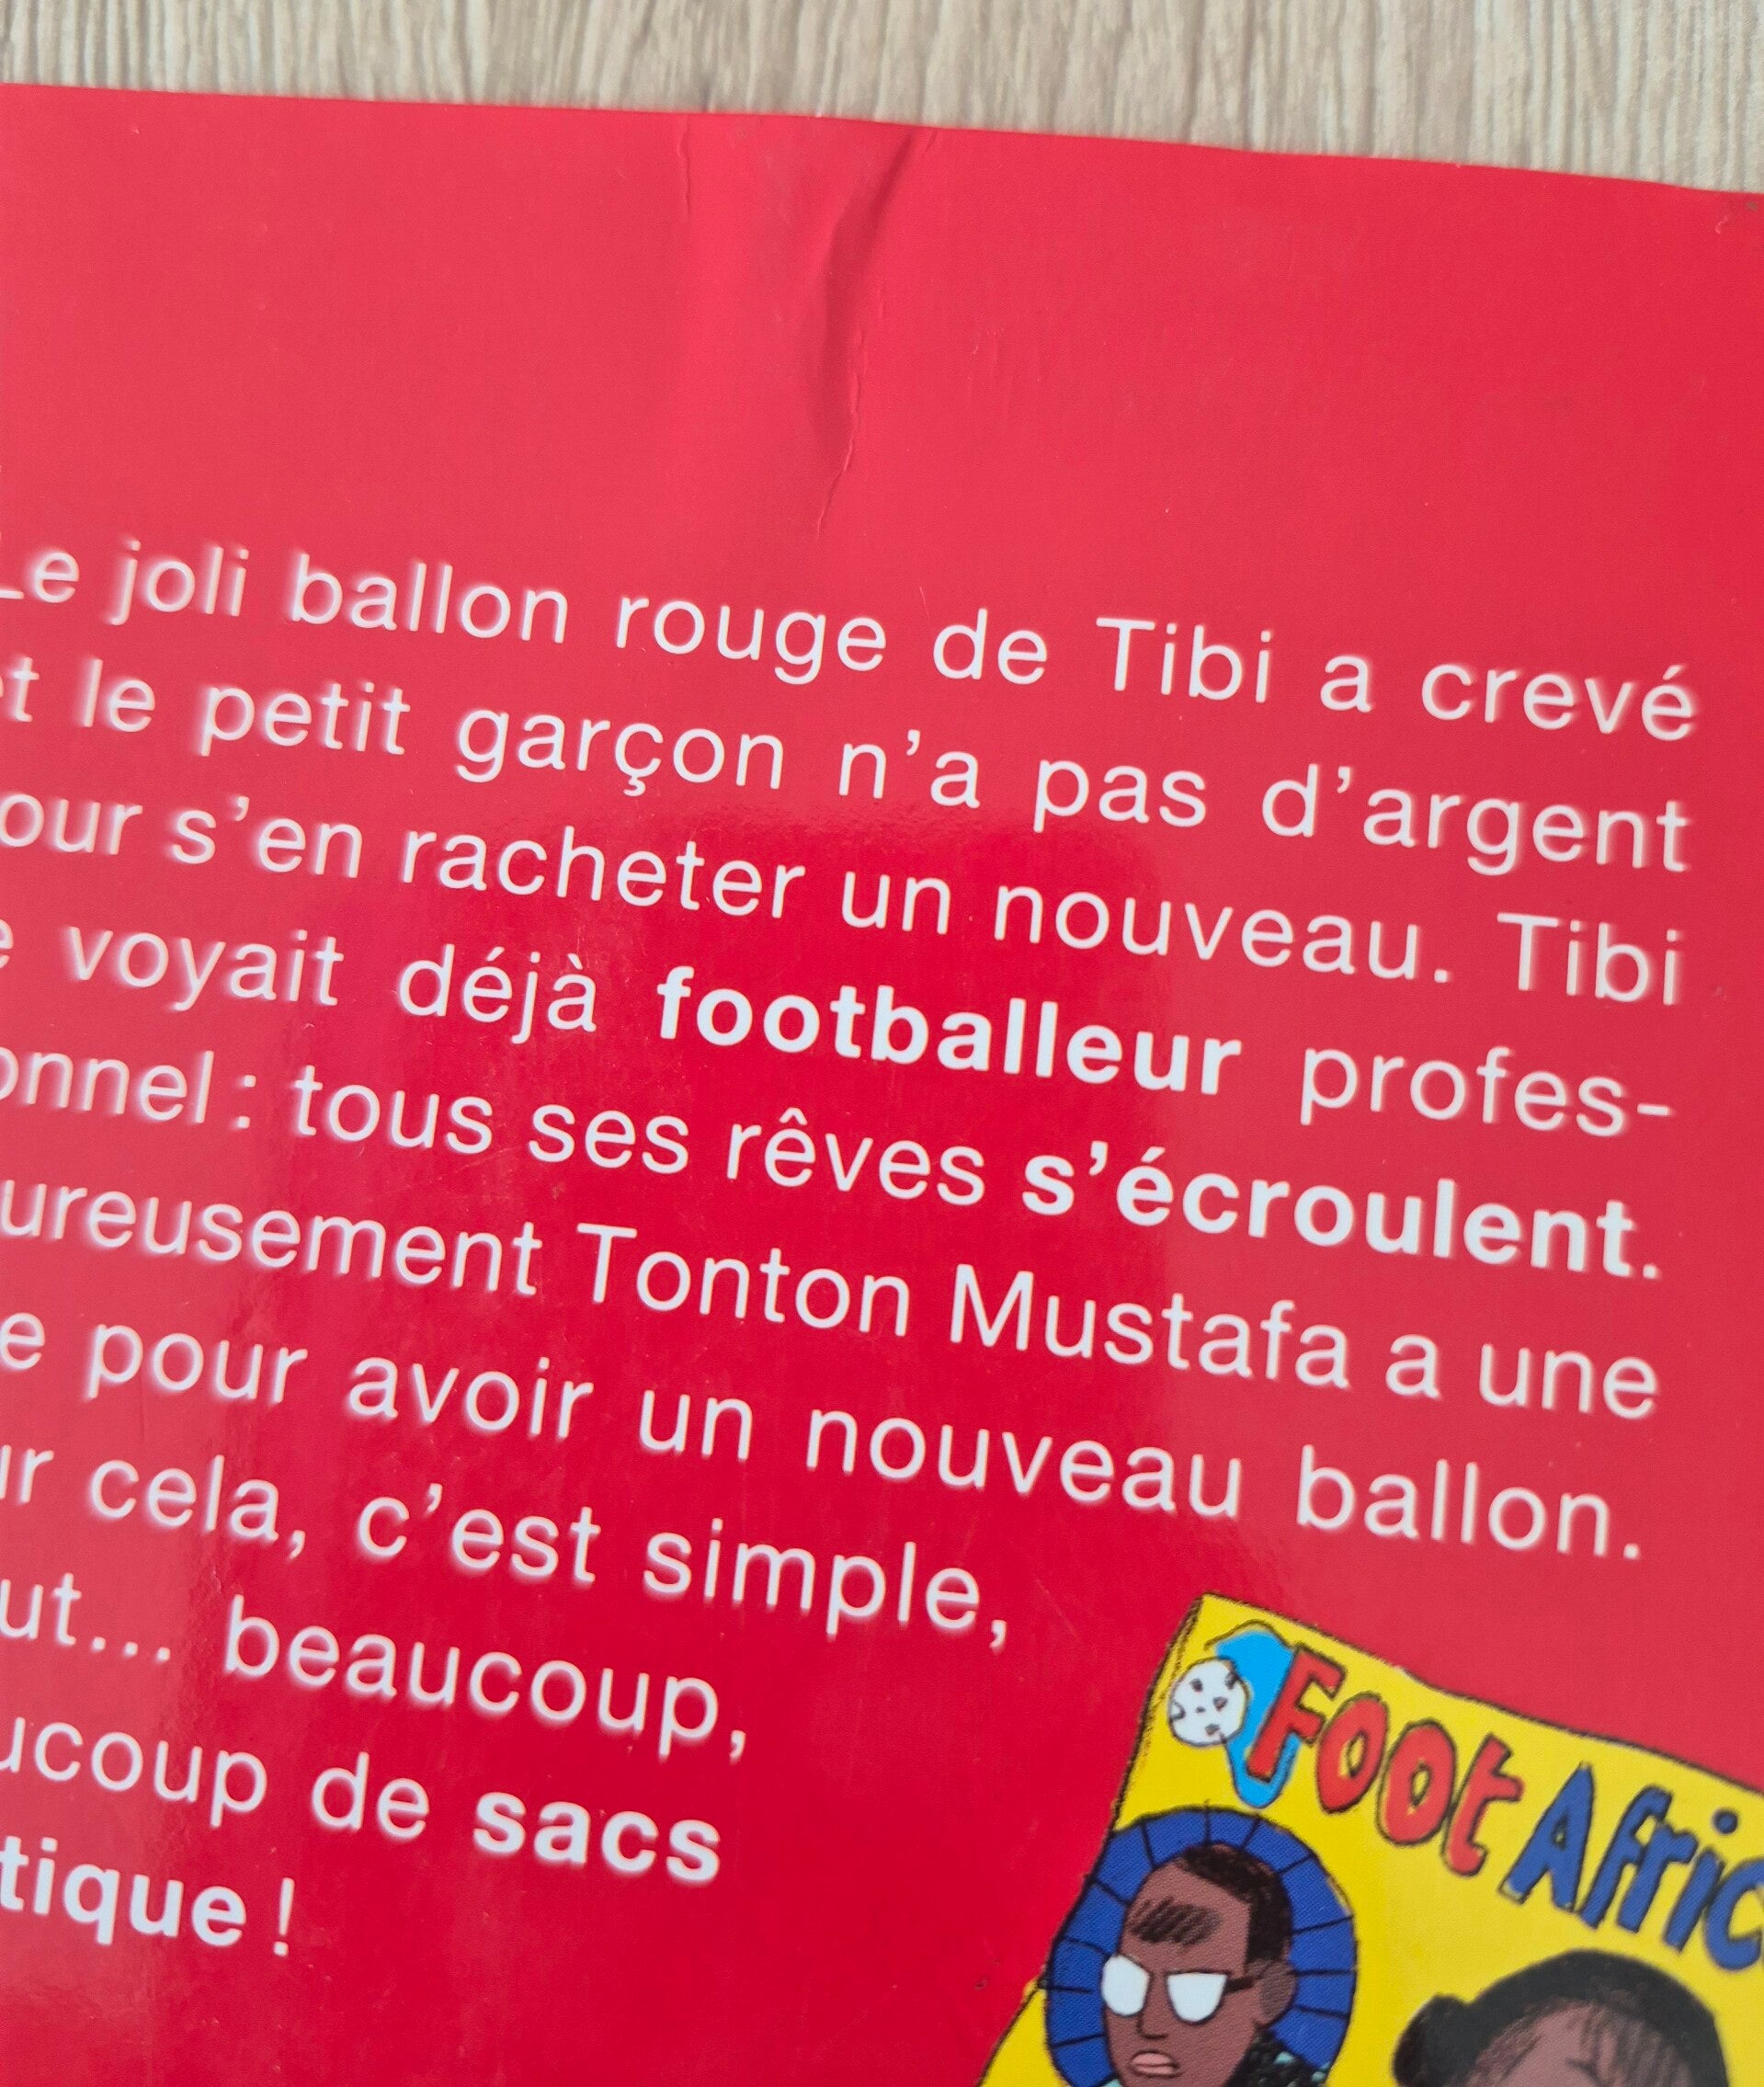 Le joli ballon rouge de Tibi a crevé
et le petit garçon n'a pas d'argent
our s'en racheter un nouveau. Tibi
e voyait déjà footballeur profes-
onnel : tous ses rêves s'écroulent.
ureusement Tonton Mustafa a une
e pour avoir un nouveau ballon.
ur cela, c'est simple,
ut... beaucoup,
ucoup de sacs
tique !
Foot Afric